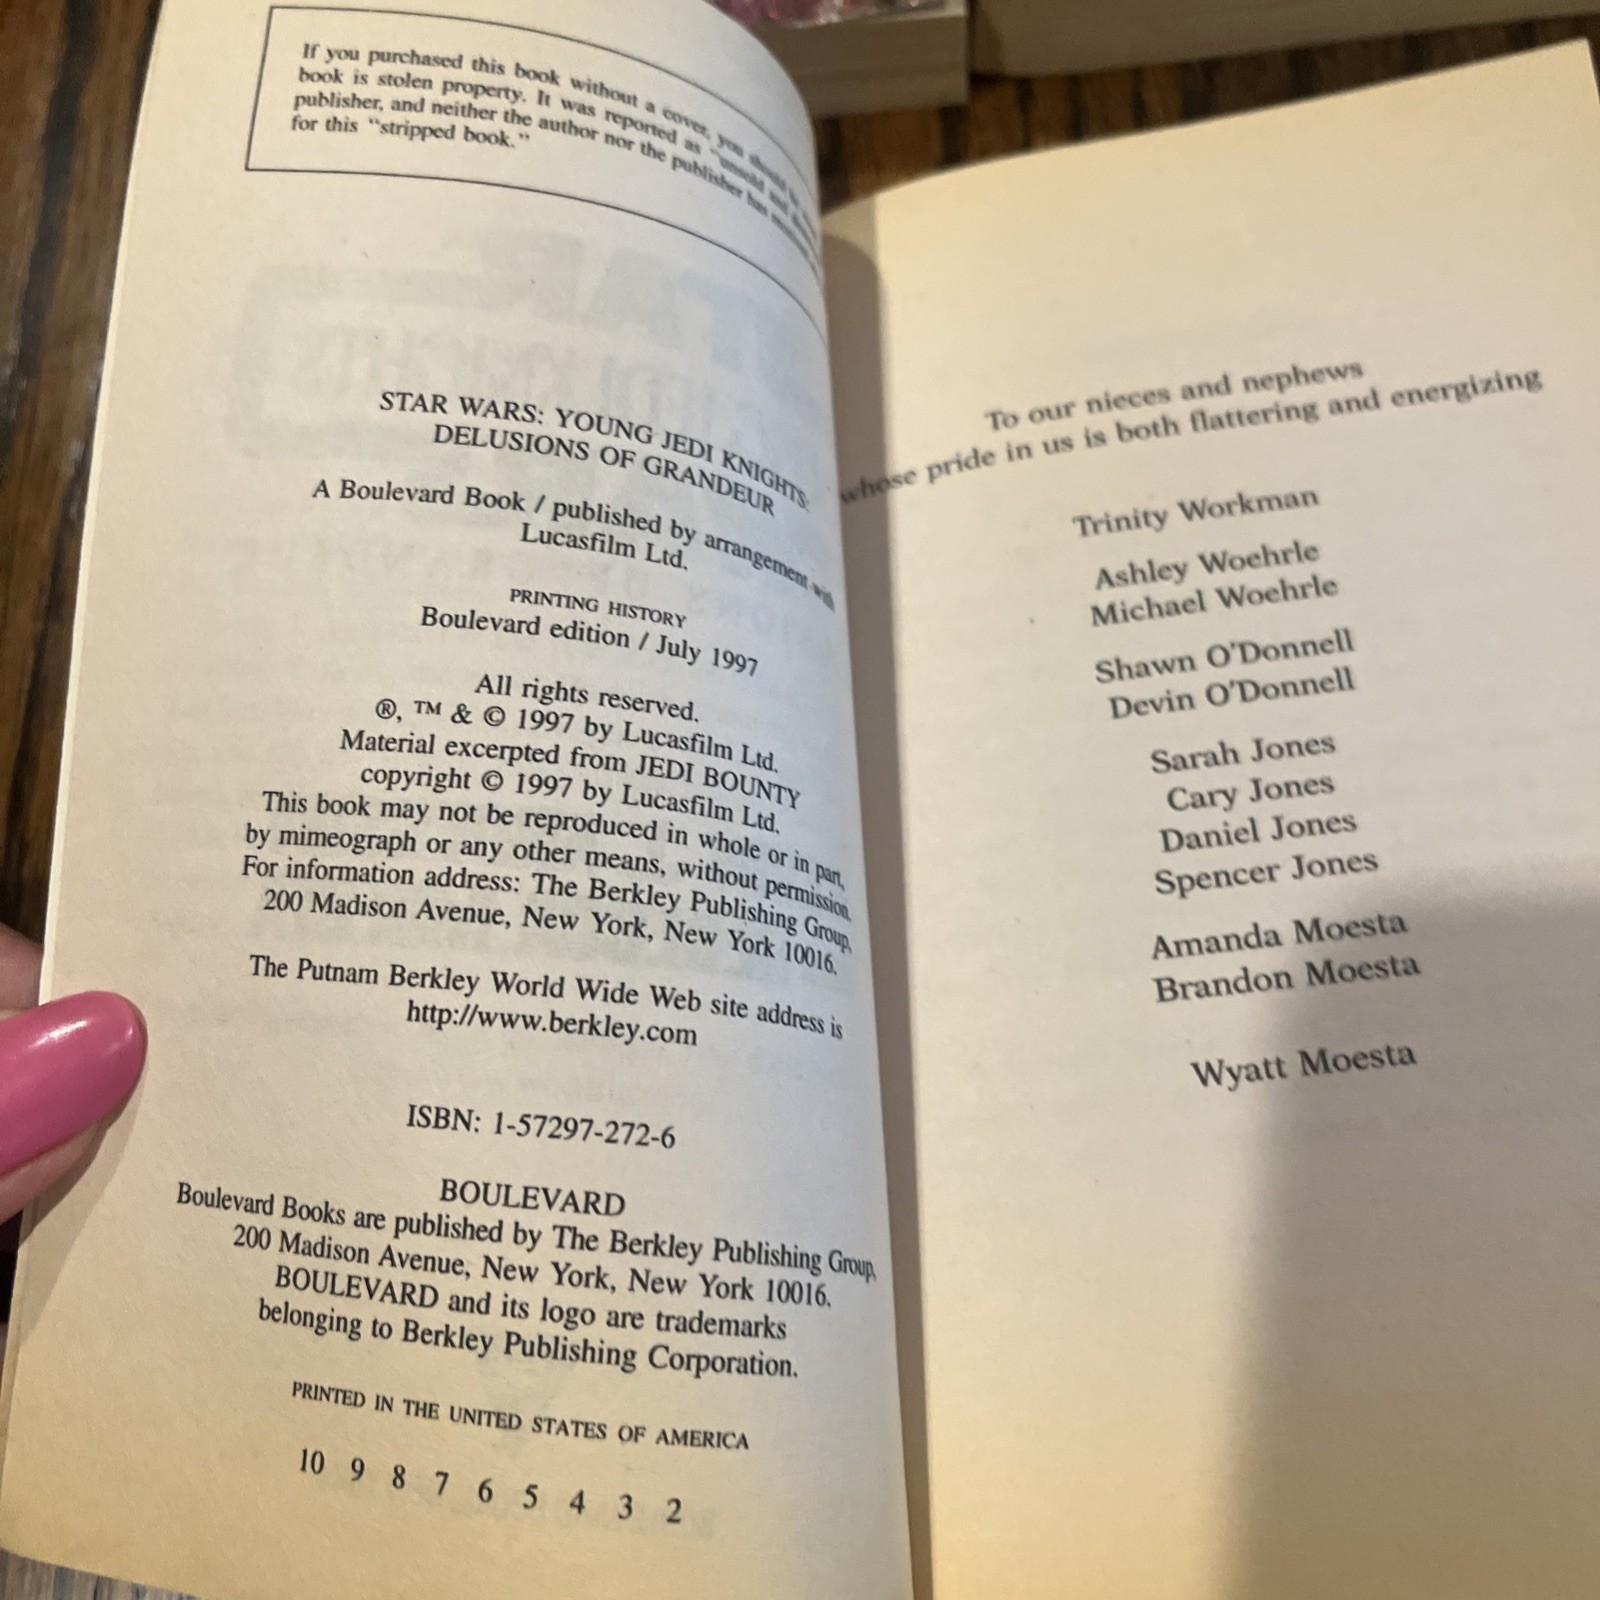 If you purchased this book without a cover, you should
book is stolen property. It was reported as "unsold and
publisher, and neither the author nor the publisher has
for this "stripped book."
STAR WARS: YOUNG JEDI KNIGHTS:
DELUSIONS OF GRANDEUR
A Boulevard Book / published by arrangement with
Lucasfilm Ltd.
PRINTING HISTORY
Boulevard edition / July 1997
All rights reserved.
®, ™ & © 1997 by Lucasfilm Ltd.
Material excerpted from JEDI BOUNTY
copyright © 1997 by Lucasfilm Ltd.
This book may not be reproduced in whole or in part,
by mimeograph or any other means, without permission.
For information address: The Berkley Publishing Group,
200 Madison Avenue, New York, New York 10016.
The Putnam Berkley World Wide Web site address is
http://www.berkley.com
ISBN: 1-57297-272-6
BOULEVARD
Boulevard Books are published by The Berkley Publishing Group,
200 Madison Avenue, New York, New York 10016.
BOULEVARD and its logo are trademarks
belonging to Berkley Publishing Corporation.
PRINTED IN THE UNITED STATES OF AMERICA
10 9 8 7 6 5 4 3 2
To our nieces and nephews
whose pride in us is both flattering and energizing
Trinity Workman
Ashley Woehrle
Michael Woehrle
Shawn O'Donnell
Devin O'Donnell
Sarah Jones
Cary Jones
Daniel Jones
Spencer Jones
Amanda Moesta
Brandon Moesta
Wyatt Moesta